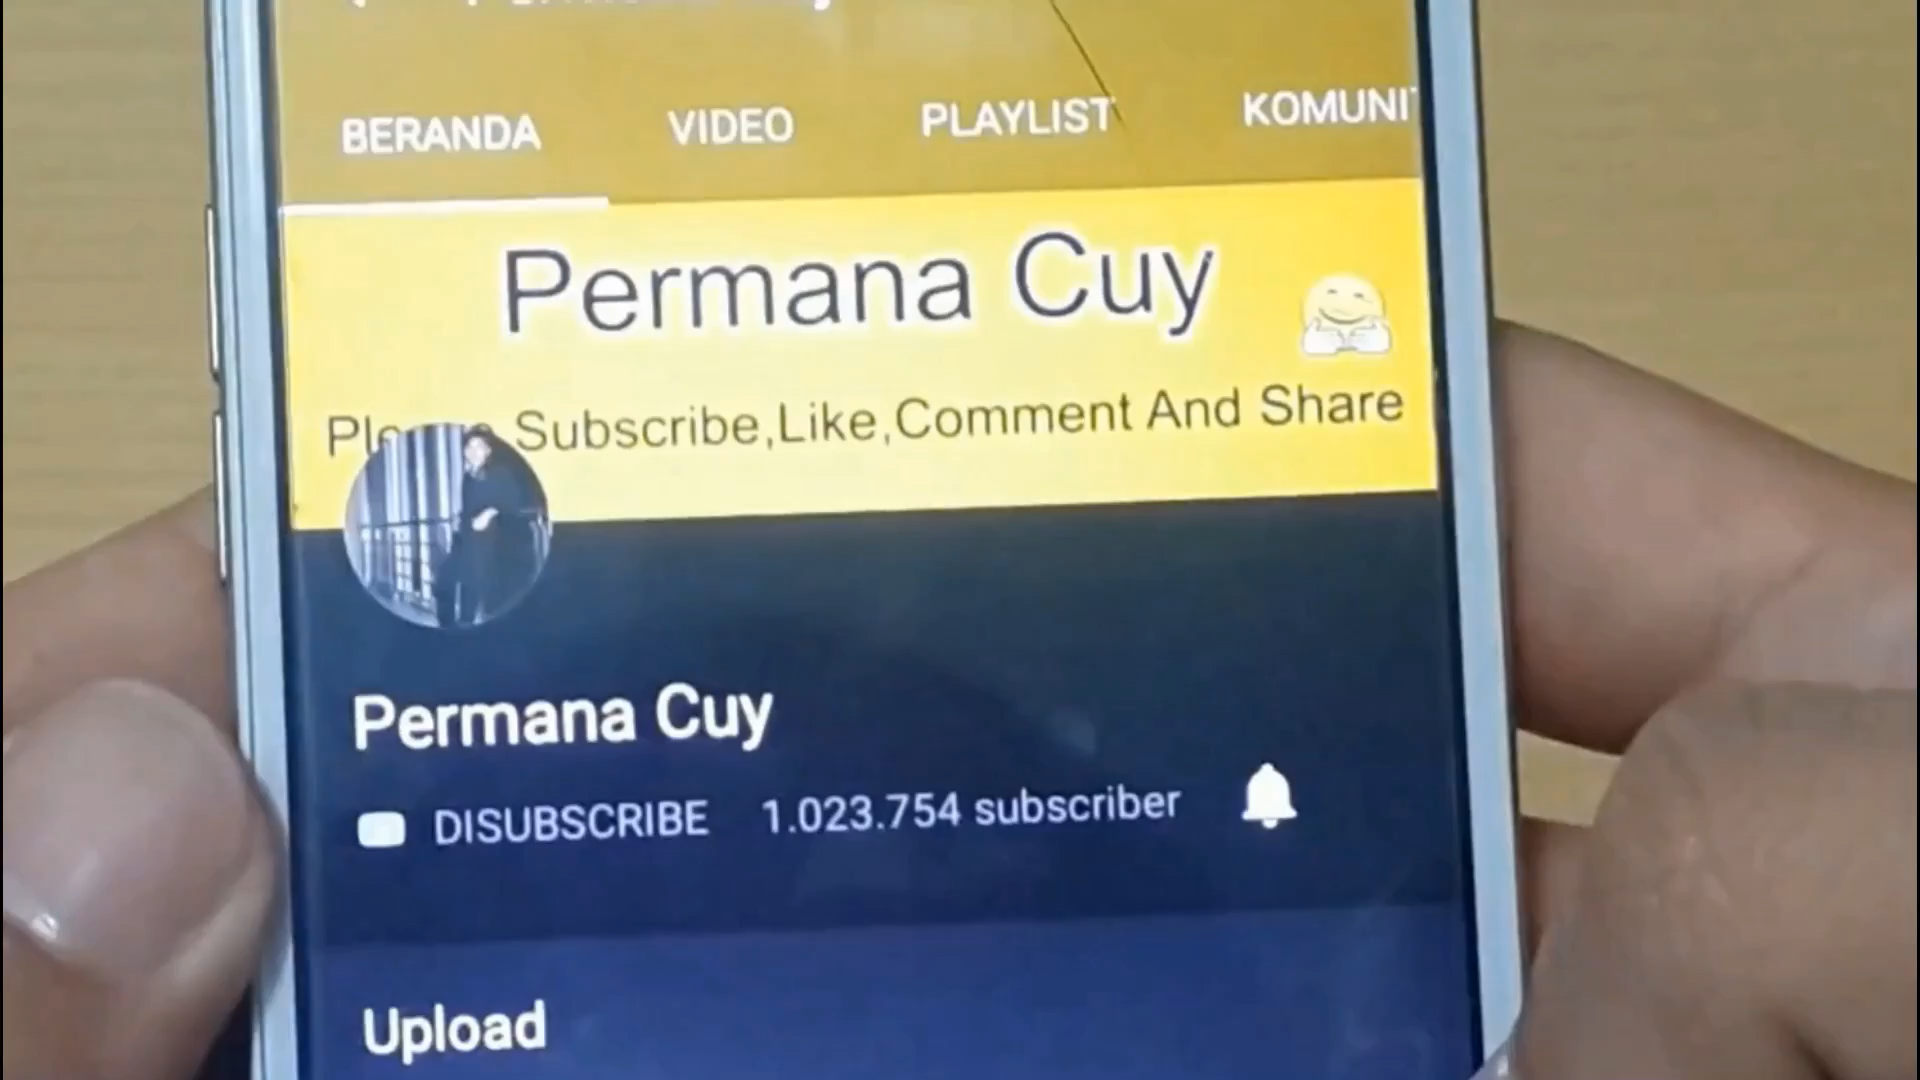 BERANDA VIDEO PLAYLIST KOMUNI
Permana Cuy
Subscribe,Like,Comment And Share
Permana Cuy
DISUBSCRIBE 1.023.754 subscriber
Upload